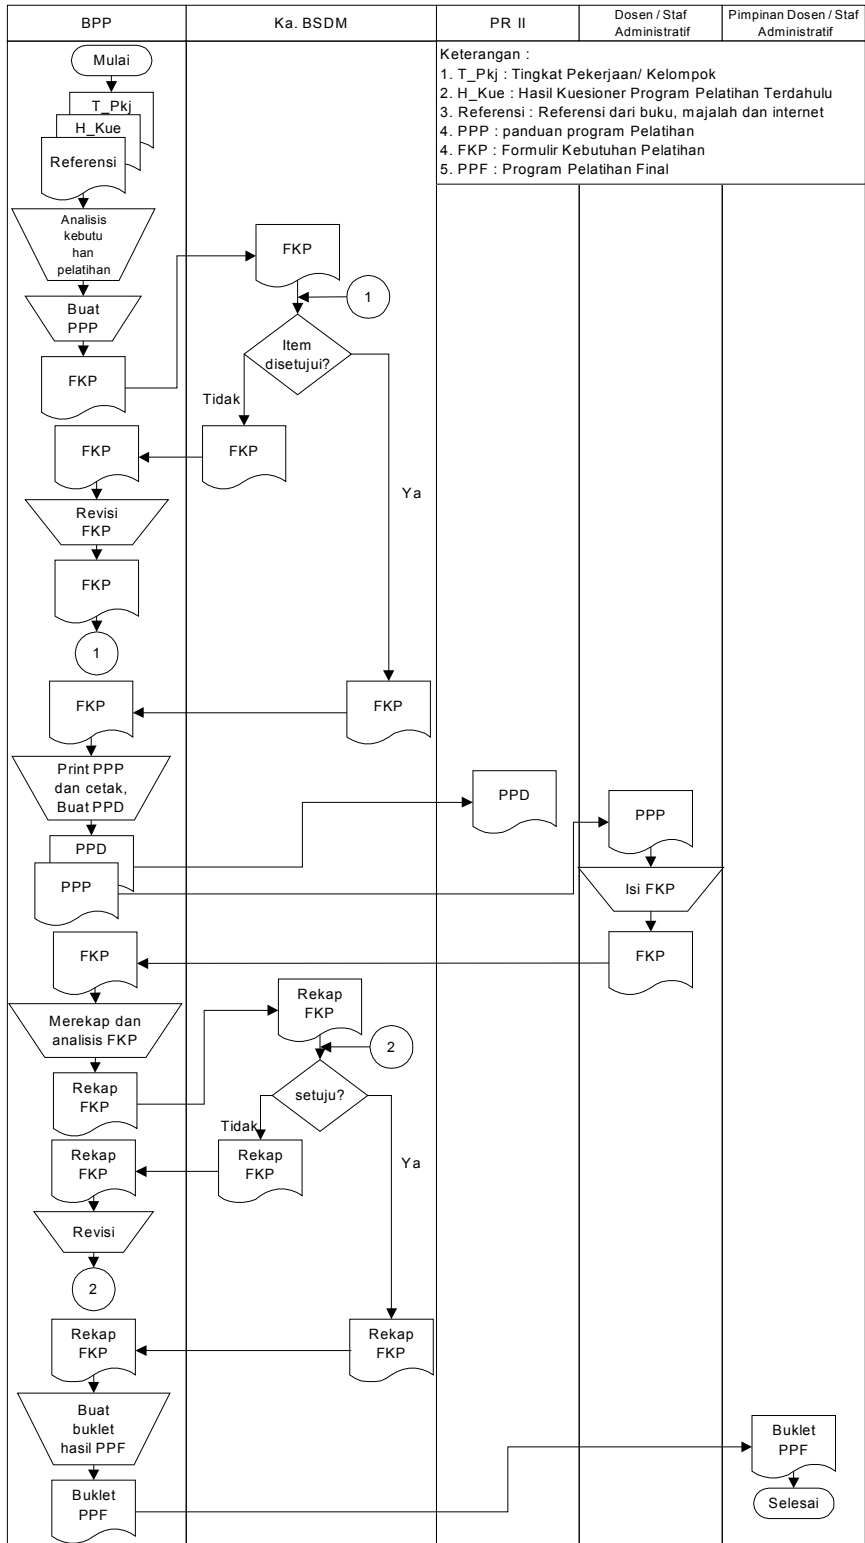 BPP
Ka. BSDM
PR II
Dosen / Staf
Administratif
Pimpinan Dosen / Staf
Administratif
Mulai
Keterangan :
1. T_Pkj : Tingkat Pekerjaan/ Kelompok
2. H_Kue : Hasil Kuesioner Program Pelatihan Terdahulu
3. Referensi : Referensi dari buku, majalah dan internet
4. PPP : panduan program Pelatihan
4. FKP : Formulir Kebutuhan Pelatihan
5. PPF : Program Pelatihan Final
T_Pkj
H_Kue
Referensi
Analisis
kebutu
han
pelatihan
FKP
1
Buat
PPP
Item
disetujui?
FKP
Tidak
FKP
FKP
Ya
Revisi
FKP
FKP
1
FKP
FKP
Print PPP
dan cetak,
Buat PPD
PPD
PPP
PPD
PPP
Isi FKP
FKP
FKP
Rekap
FKP
Merekap dan
analisis FKP
2
Rekap
FKP
setuju?
Tidak
Rekap
FKP
Rekap
FKP
Ya
Revisi
2
Rekap
FKP
Rekap
FKP
Buat
buklet
hasil PPF
Buklet
PPF
Buklet
PPF
Selesai